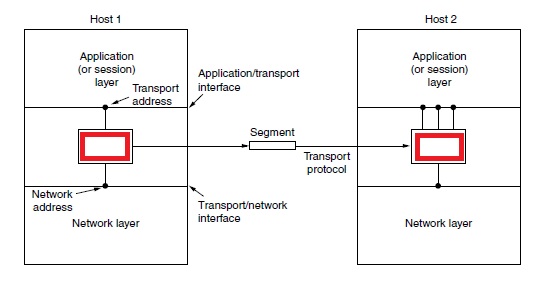 Host 1
Host 2
Application
(or session)
layer
Transport
address
Application/transport
interface
Application
(or session)
layer
Segment
Transport
protocol
Network
address
Transport/network
interface
Network layer
Network layer